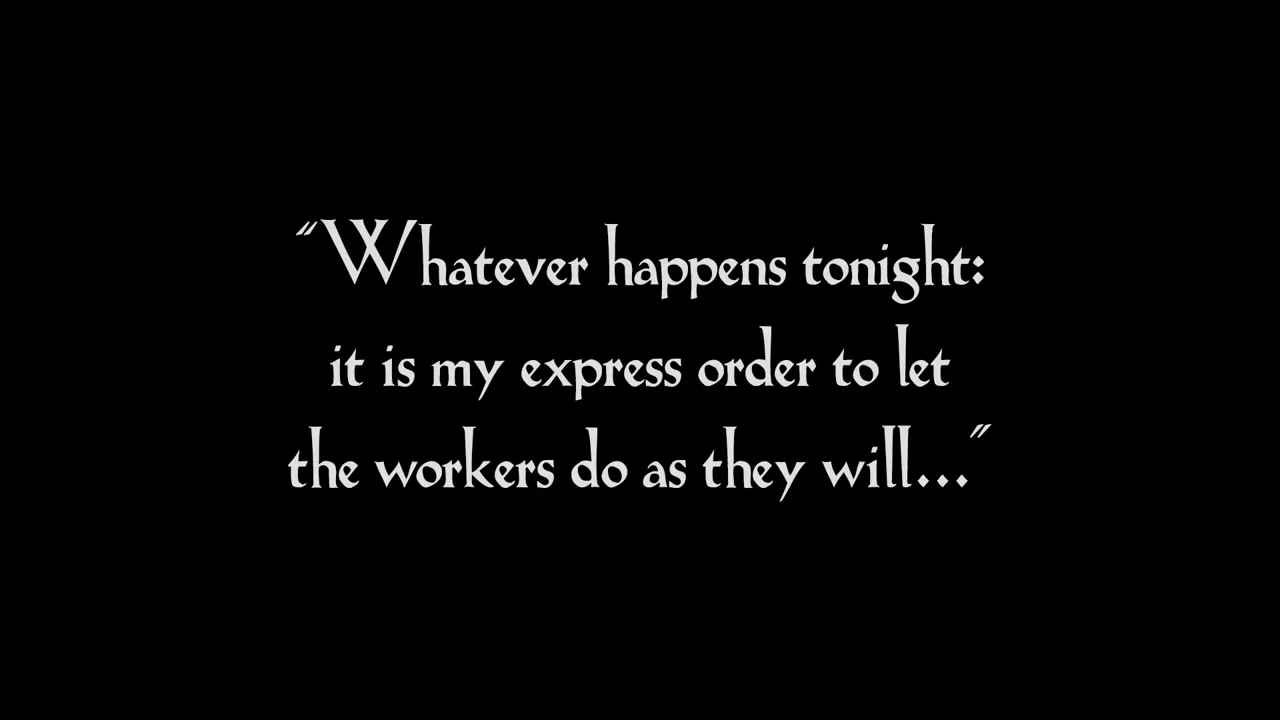 “Whatever happens tonight:
it is my express order to let
the workers do as they will...”